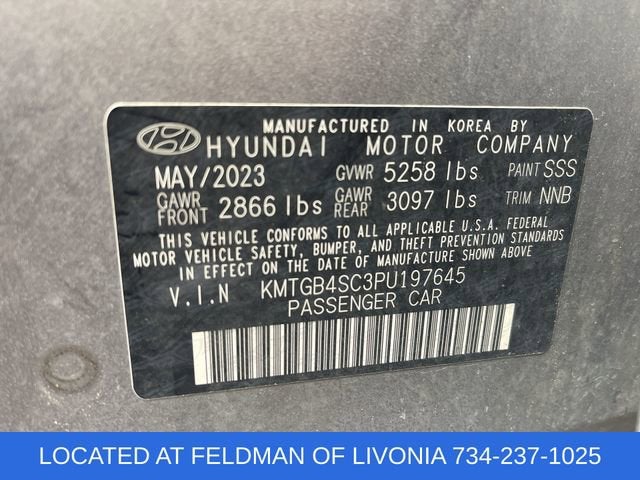 MANUFACTURED IN KOREA BY
HYUNDAI MOTOR COMPANY
MAY/2023 GVWR 5258 lbs PAINT SSS
GAWR FRONT 2866 lbs GAWR REAR 3097 lbs TRIM NNB
THIS VEHICLE CONFORMS TO ALL APPLICABLE U.S.A. FEDERAL
MOTOR VEHICLE SAFETY, BUMPER, AND THEFT PREVENTION STANDARDS
IN EFFECT ON THE DATE OF MANUFACTURE SHOWN ABOVE.
V.I.N KMTGB4SC3PU197645
PASSENGER CAR
LOCATED AT FELDMAN OF LIVONIA 734-237-1025